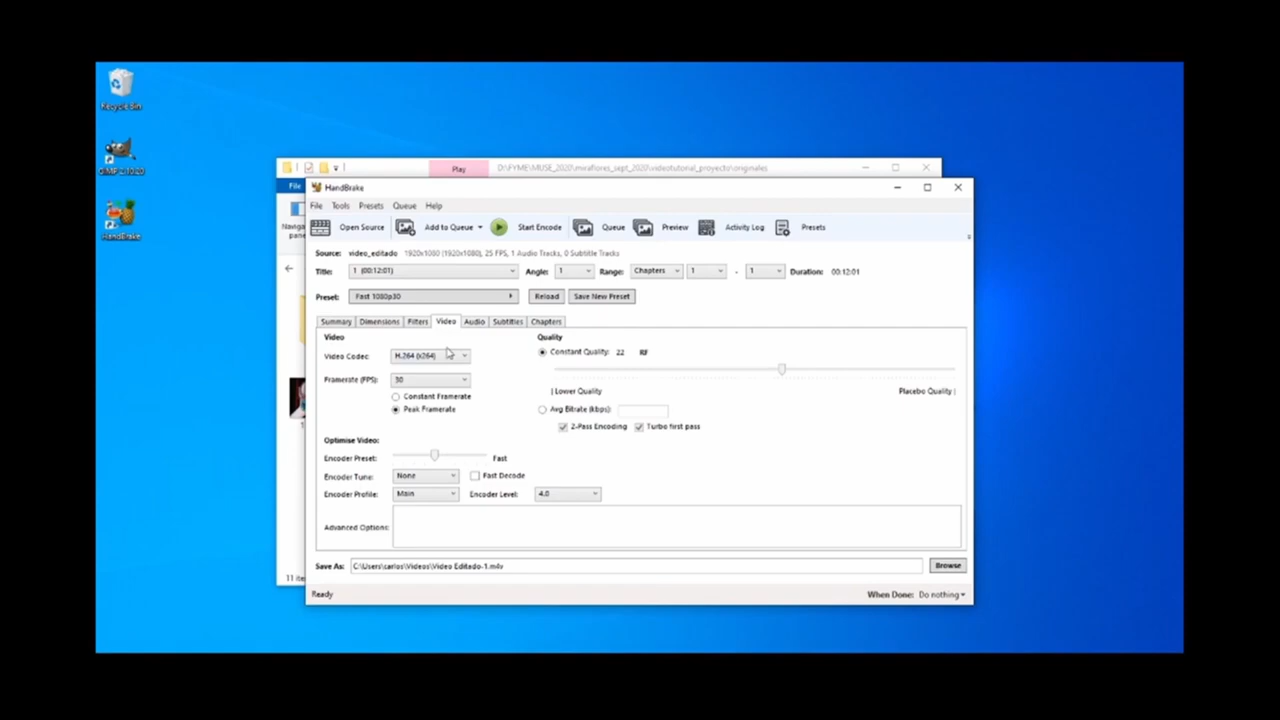 Recycle Bin
GIMP 2.10.20
HandBrake
Play
D:\FYME\MUSE_2020\miraflores_sept_2020\videotutorial_proyecto\originales
File
HandBrake
File Tools Presets Queue Help
Open Source Add to Queue Start Encode Queue Preview Activity Log Presets
Source: video_editado 1920x1080 (1920x1080), 25 FPS, 1 Audio Tracks, 0 Subtitle Tracks
Title: 1 (00:12:01) Angle: 1 Range: Chapters 1 - 1 Duration: 00:12:01
Preset: Fast 1080p30 Reload Save New Preset
Summary Dimensions Filters Video Audio Subtitles Chapters
Video Quality
Video Codec: H.264 (x264) Constant Quality: 22 RF
Framerate (FPS): 30 | Lower Quality Placebo Quality |
Constant Framerate
Peak Framerate Avg Bitrate (kbps):
2-Pass Encoding Turbo first pass
Optimise Video:
Encoder Preset: Fast
Encoder Tune: None Fast Decode
Encoder Profile: Main Encoder Level: 4.0
Advanced Options:
Save As: C:\Users\carlos\Videos\Video Editado-1.m4v Browse
Ready When Done: Do nothing